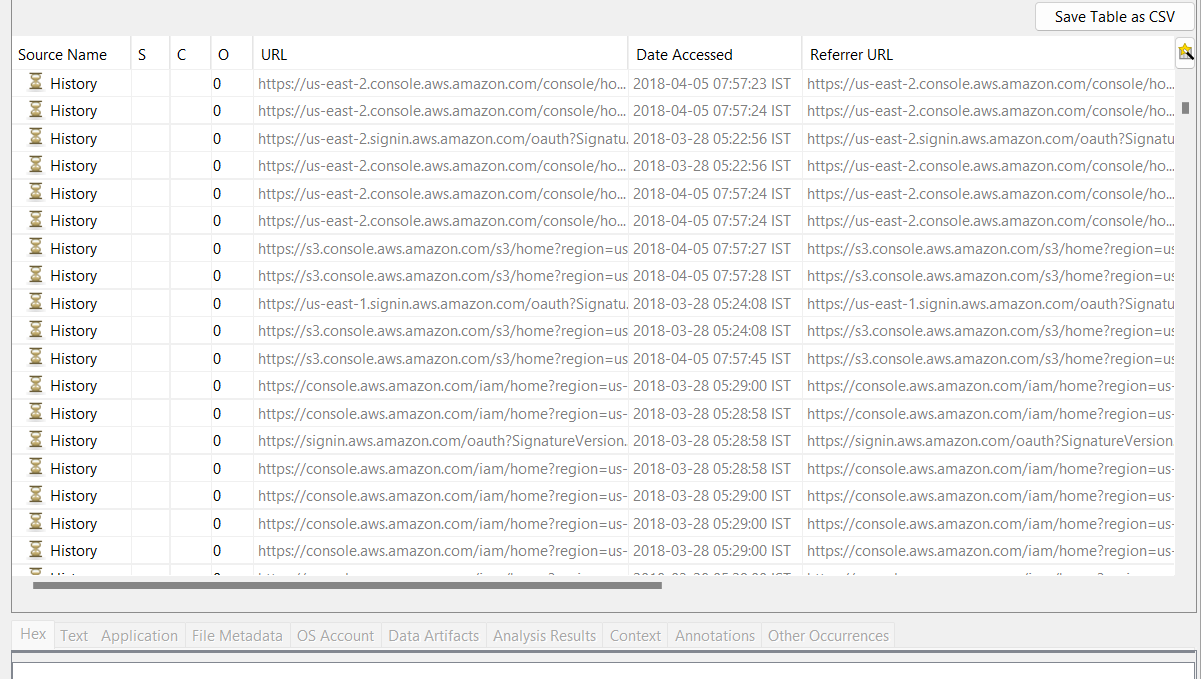 Save Table as CSV
Source Name S C O URL Date Accessed Referrer URL
History 0 https://us-east-2.console.aws.amazon.com/console/ho... 2018-04-05 07:57:23 IST https://us-east-2.console.aws.amazon.com/console/ho...
History 0 https://us-east-2.console.aws.amazon.com/console/ho... 2018-04-05 07:57:24 IST https://us-east-2.console.aws.amazon.com/console/ho...
History 0 https://us-east-2.signin.aws.amazon.com/oauth?Signatu... 2018-03-28 05:22:56 IST https://us-east-2.signin.aws.amazon.com/oauth?Signatu
History 0 https://us-east-2.console.aws.amazon.com/console/ho... 2018-03-28 05:22:56 IST https://us-east-2.console.aws.amazon.com/console/ho...
History 0 https://us-east-2.console.aws.amazon.com/console/ho... 2018-04-05 07:57:24 IST https://us-east-2.console.aws.amazon.com/console/ho...
History 0 https://us-east-2.console.aws.amazon.com/console/ho... 2018-04-05 07:57:24 IST https://us-east-2.console.aws.amazon.com/console/ho...
History 0 https://s3.console.aws.amazon.com/s3/home?region=us 2018-04-05 07:57:27 IST https://s3.console.aws.amazon.com/s3/home?region=us
History 0 https://s3.console.aws.amazon.com/s3/home?region=us 2018-04-05 07:57:28 IST https://s3.console.aws.amazon.com/s3/home?region=us
History 0 https://us-east-1.signin.aws.amazon.com/oauth?Signatu... 2018-03-28 05:24:08 IST https://us-east-1.signin.aws.amazon.com/oauth?Signatu
History 0 https://s3.console.aws.amazon.com/s3/home?region=us 2018-03-28 05:24:08 IST https://s3.console.aws.amazon.com/s3/home?region=us
History 0 https://s3.console.aws.amazon.com/s3/home?region=us 2018-04-05 07:57:45 IST https://s3.console.aws.amazon.com/s3/home?region=us
History 0 https://console.aws.amazon.com/iam/home?region=us- 2018-03-28 05:29:00 IST https://console.aws.amazon.com/iam/home?region=us-
History 0 https://console.aws.amazon.com/iam/home?region=us- 2018-03-28 05:28:58 IST https://console.aws.amazon.com/iam/home?region=us-
History 0 https://signin.aws.amazon.com/oauth?SignatureVersion... 2018-03-28 05:28:58 IST https://signin.aws.amazon.com/oauth?SignatureVersion
History 0 https://console.aws.amazon.com/iam/home?region=us- 2018-03-28 05:28:58 IST https://console.aws.amazon.com/iam/home?region=us-
History 0 https://console.aws.amazon.com/iam/home?region=us- 2018-03-28 05:29:00 IST https://console.aws.amazon.com/iam/home?region=us-
History 0 https://console.aws.amazon.com/iam/home?region=us- 2018-03-28 05:29:00 IST https://console.aws.amazon.com/iam/home?region=us-
History 0 https://console.aws.amazon.com/iam/home?region=us- 2018-03-28 05:29:00 IST https://console.aws.amazon.com/iam/home?region=us-
Hex Text Application File Metadata OS Account Data Artifacts Analysis Results Context Annotations Other Occurrences